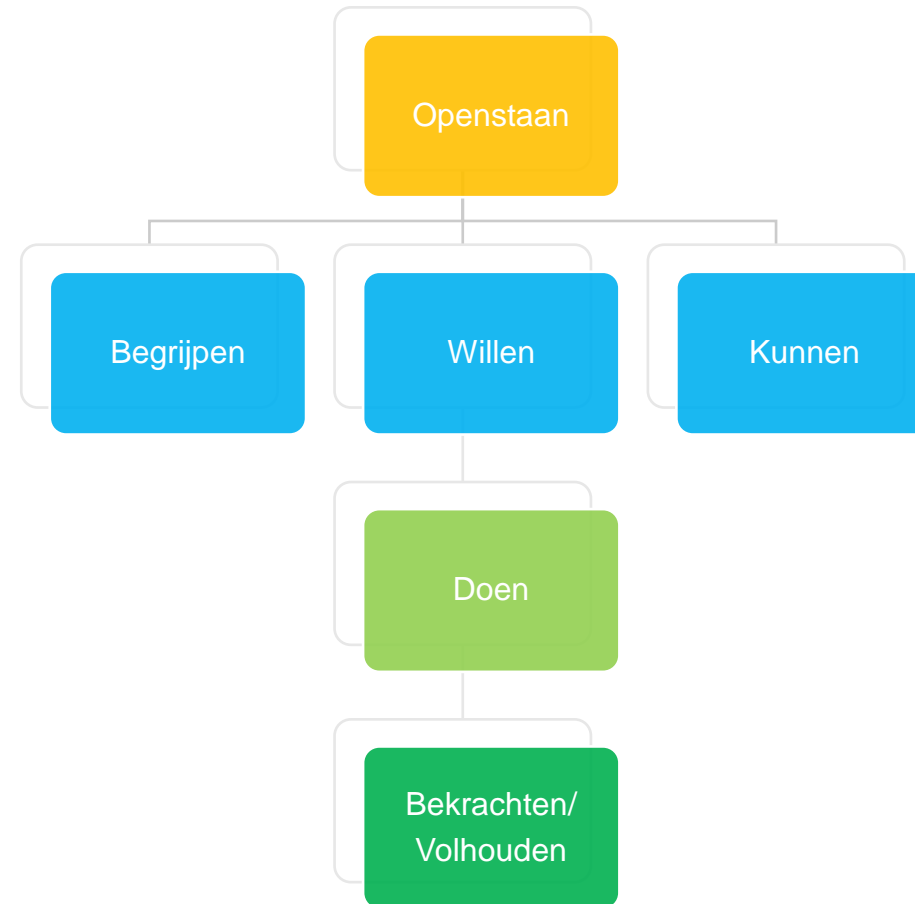 Openstaan
Begrijpen
Willen
Kunnen
Doen
Bekrachten/
Volhouden